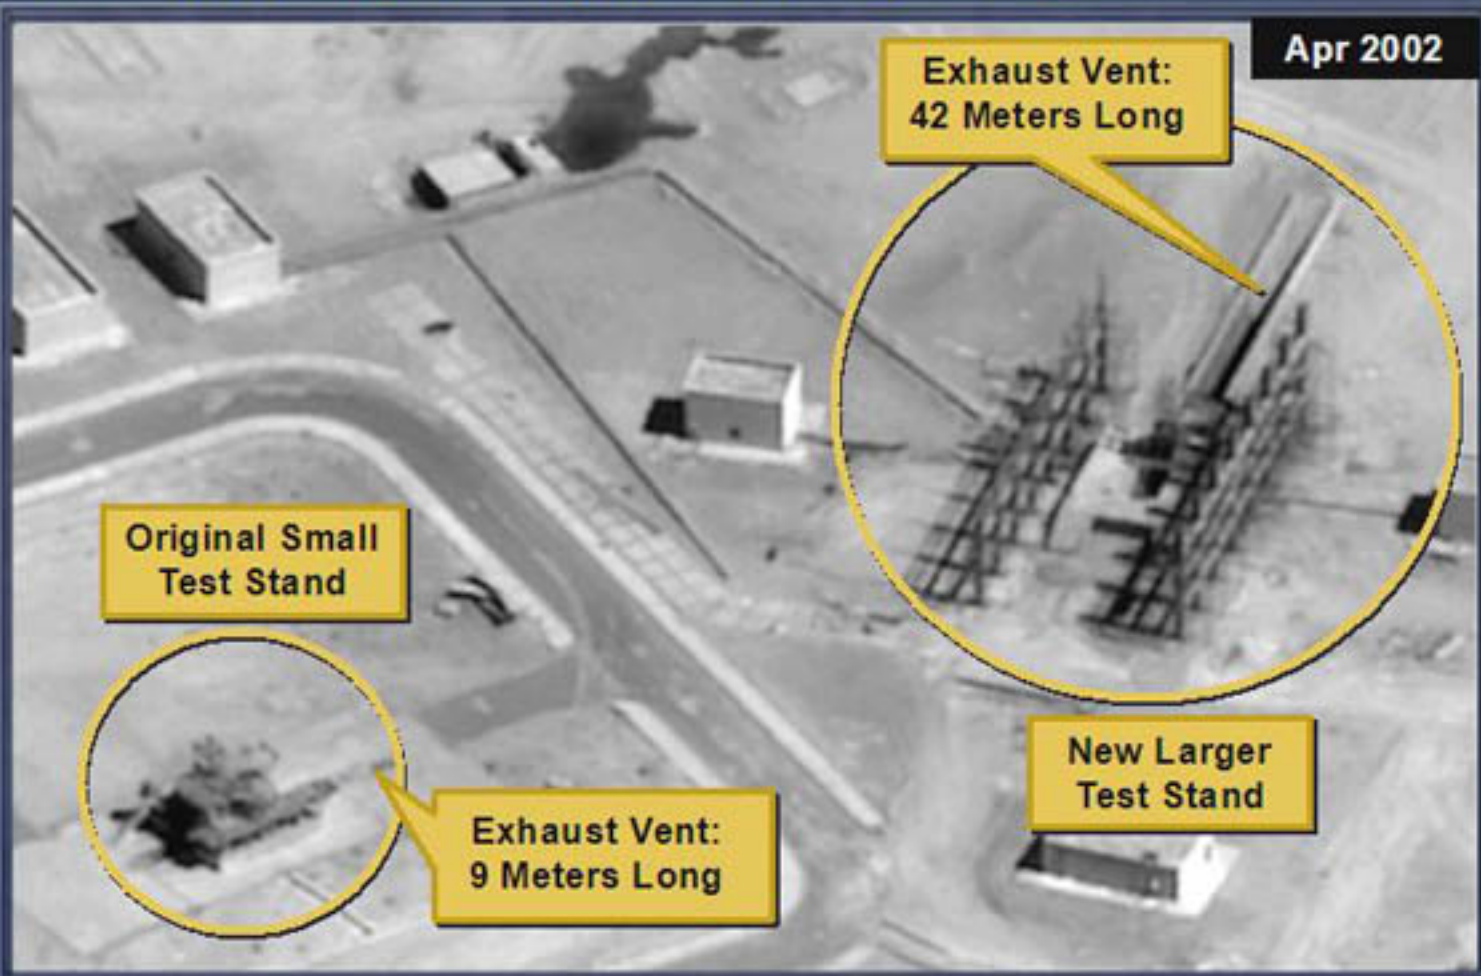 Apr 2002
Exhaust Vent:
42 Meters Long
Original Small
Test Stand
New Larger
Test Stand
Exhaust Vent:
9 Meters Long